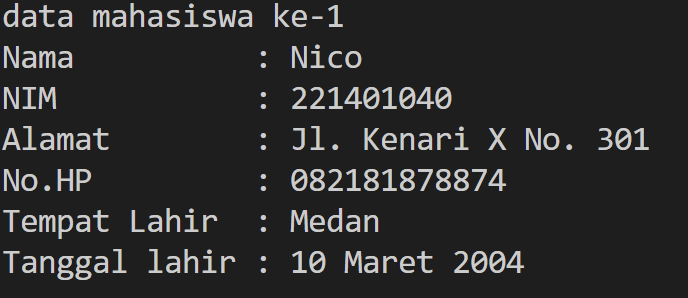 data mahasiswa ke-1
Nama          : Nico
NIM           : 221401040
Alamat        : Jl. Kenari X No. 301
No.HP         : 082181878874
Tempat Lahir  : Medan
Tanggal lahir : 10 Maret 2004